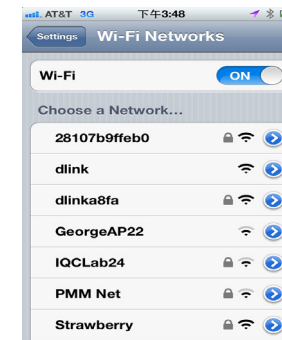 AT&T 3G 下午3:48
Settings Wi-Fi Networks
Wi-Fi ON
Choose a Network...
28107b9ffeb0
dlink
dlinka8fa
GeorgeAP22
IQCLab24
PMM Net
Strawberry